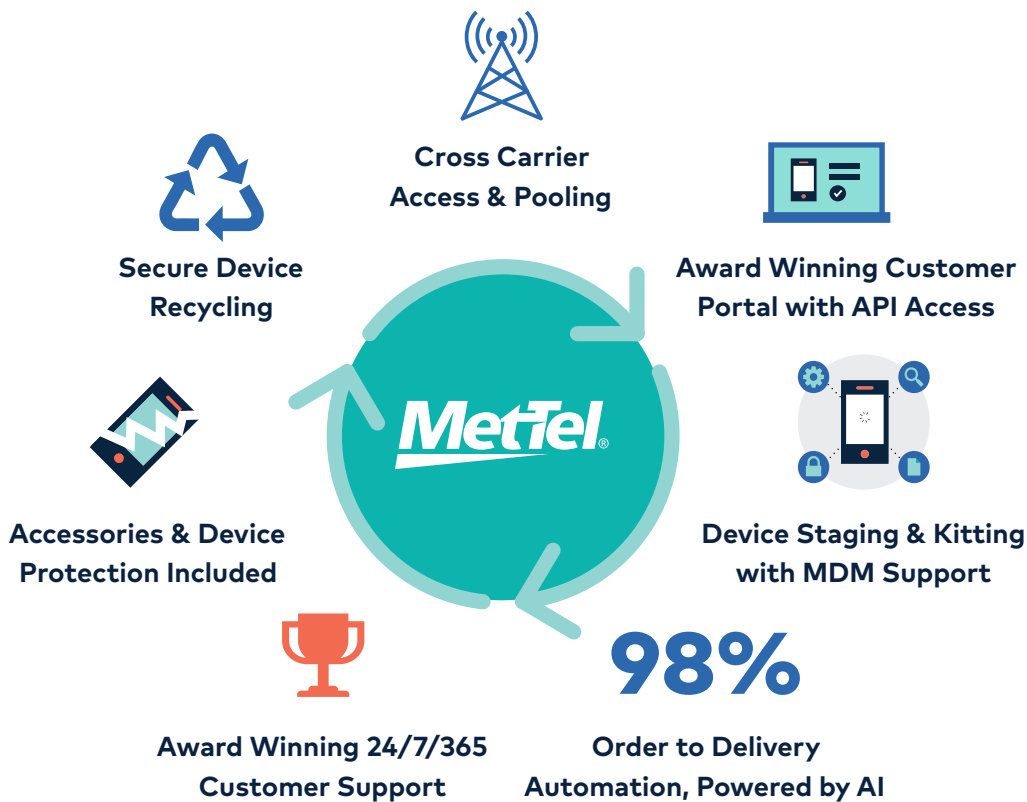 Cross Carrier
Access & Pooling
Award Winning Customer
Portal with API Access
Device Staging & Kitting
with MDM Support
98%
Order to Delivery
Automation, Powered by AI
Award Winning 24/7/365
Customer Support
Accessories & Device
Protection Included
Secure Device
Recycling
MetTel®